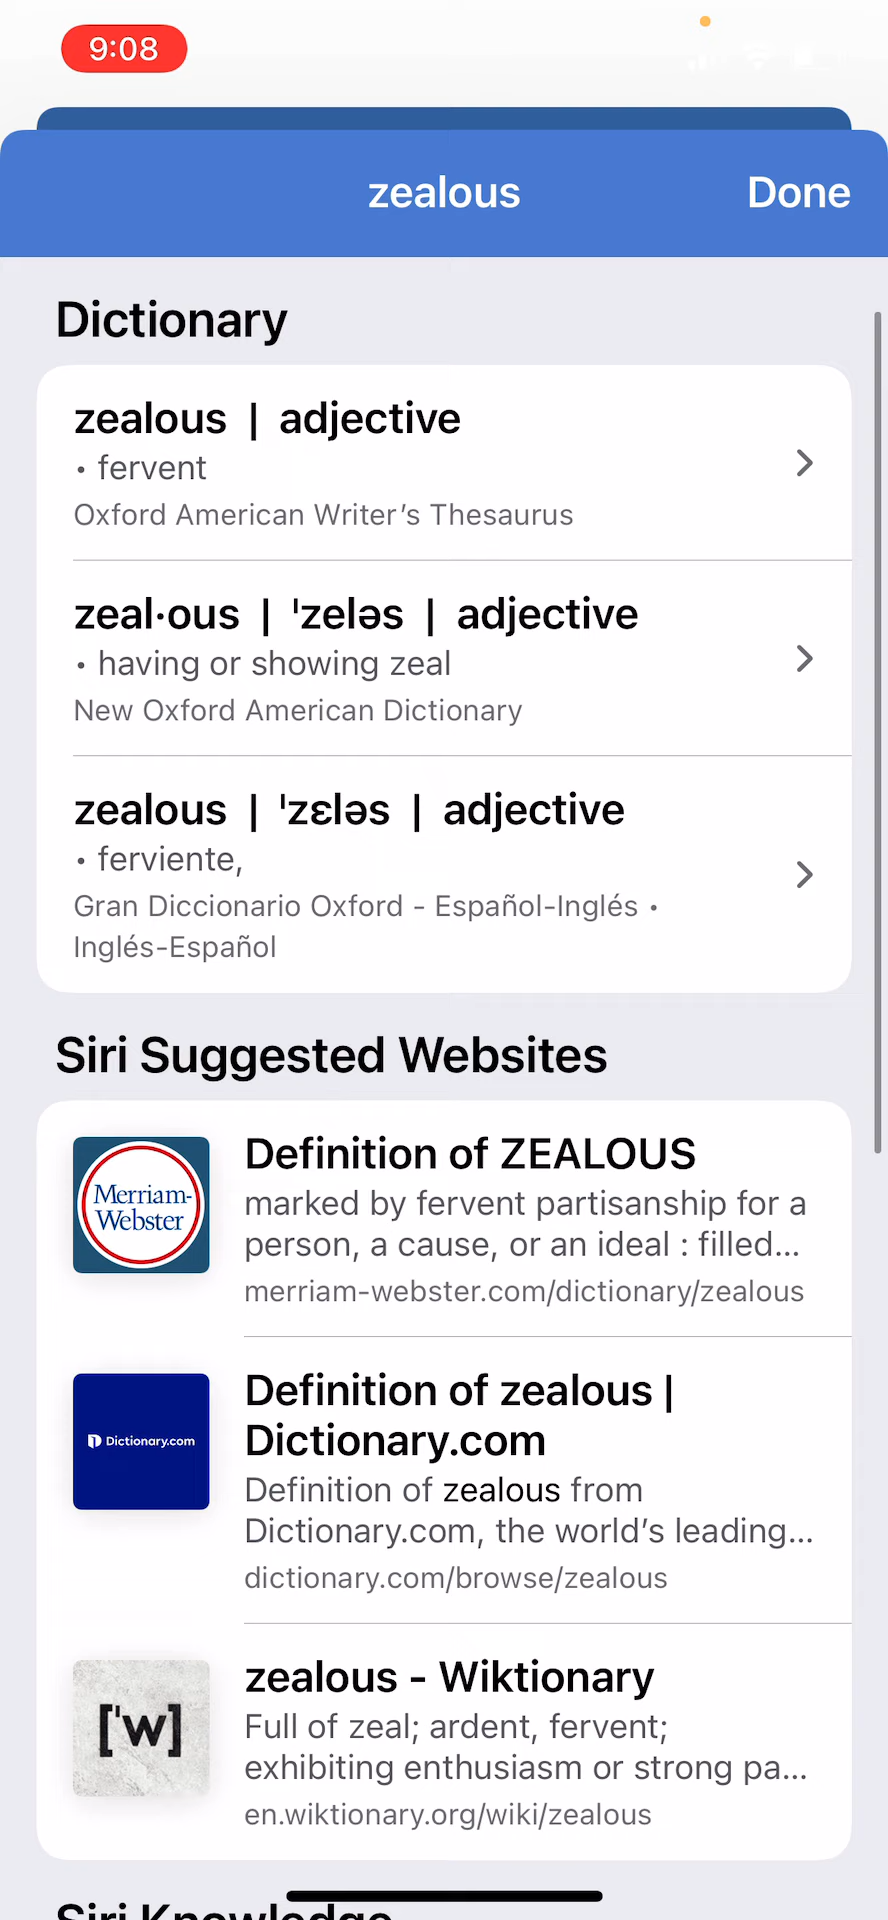 9:08
zealous
Done
Dictionary
zealous | adjective
• fervent
Oxford American Writer’s Thesaurus
zeal·ous | ˈzeləs | adjective
• having or showing zeal
New Oxford American Dictionary
zealous | ˈzɛləs | adjective
• ferviente,
Gran Diccionario Oxford - Español-Inglés •
Inglés-Español
Siri Suggested Websites
Merriam-
Webster
Definition of ZEALOUS
marked by fervent partisanship for a
person, a cause, or an ideal : filled...
merriam-webster.com/dictionary/zealous
Dictionary.com
Definition of zealous |
Dictionary.com
Definition of zealous from
Dictionary.com, the world’s leading...
dictionary.com/browse/zealous
['w]
zealous - Wiktionary
Full of zeal; ardent, fervent;
exhibiting enthusiasm or strong pa...
en.wiktionary.org/wiki/zealous
Siri Knowledge